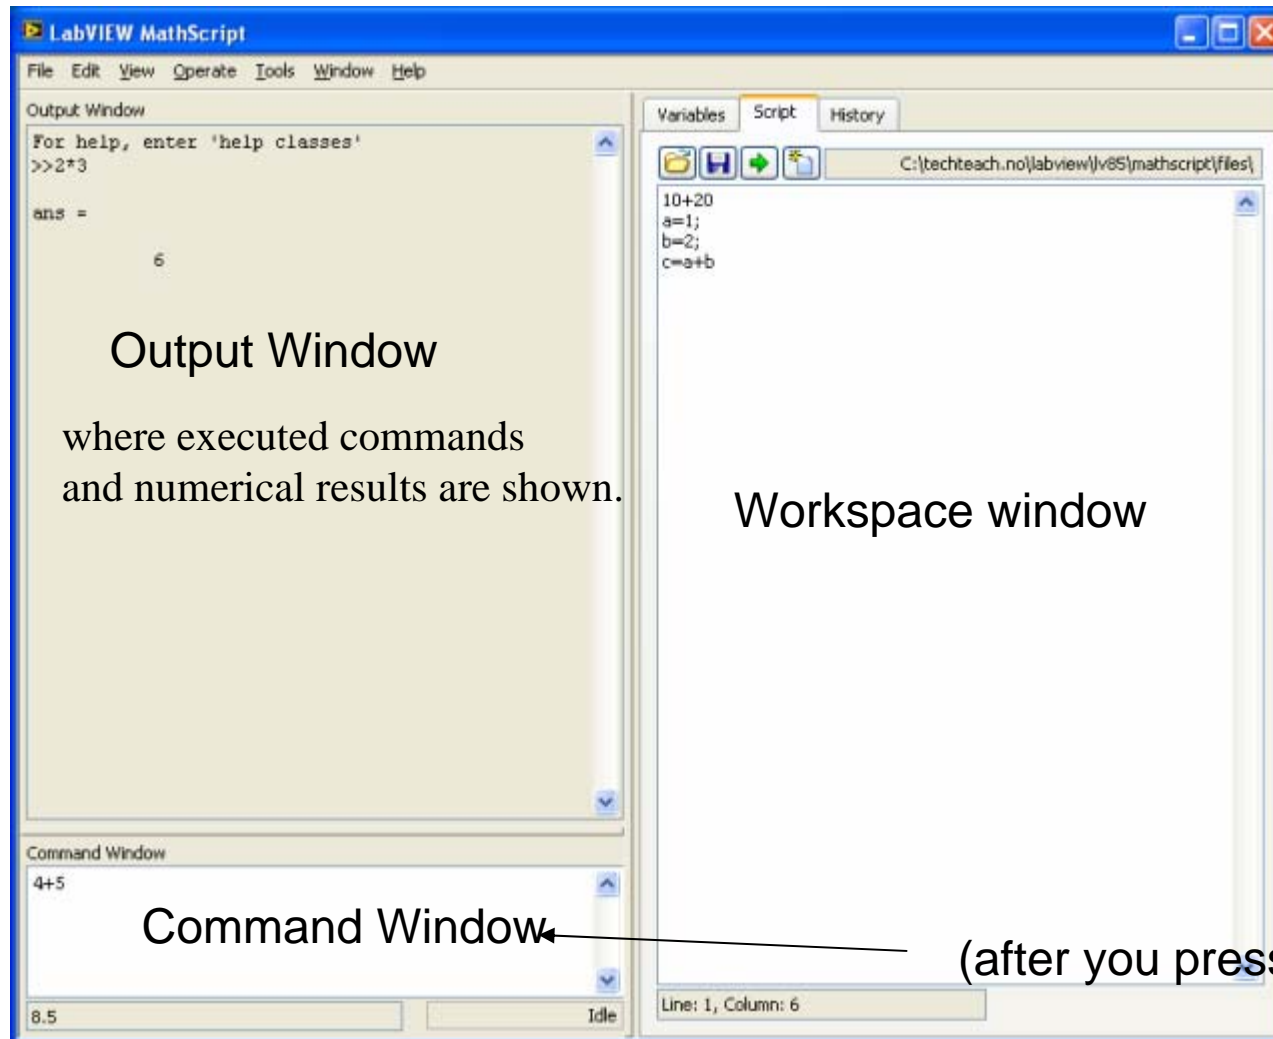 LabVIEW MathScript
File Edit View Operate Tools Window Help
Output Window
For help, enter 'help classes'
>>2*3
ans =
6
Output Window
where executed commands
and numerical results are shown.
Command Window
4+5
Command Window
8.5 Idle
Variables Script History
C:\techteach.no\labview\lv85\mathscript\files\
10+20
a=1;
b=2;
c=a+b
Workspace window
(after you press
Line: 1, Column: 6